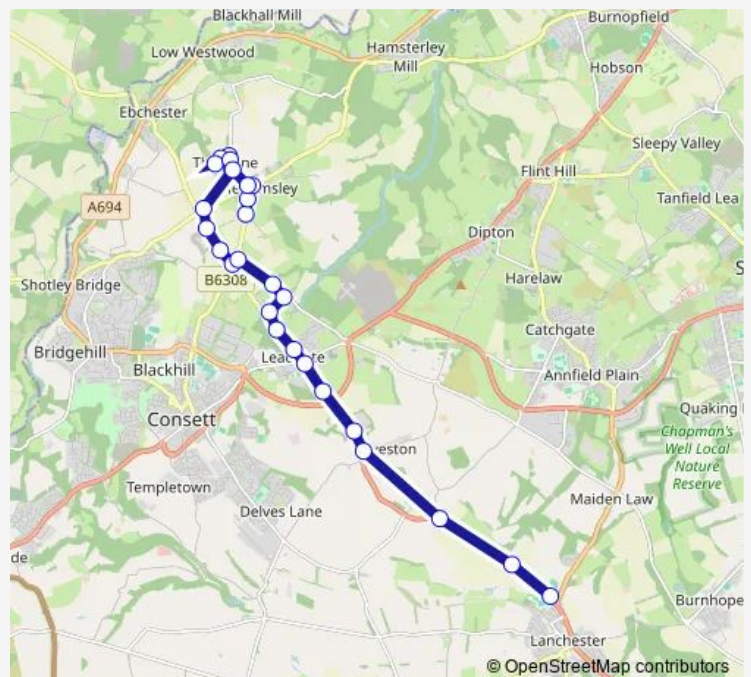 Blackhall Mill
Burnopfield
Low Westwood
Hamsterley
Mill
Hobson
Ebchester
Sleepy Valley
Flint Hill
Tanfield Lea
A694
Dipton
Shotley Bridge
B6308
Harelaw
Catchgate
Bridgehill
Blackhill
Annfield Plain
Consett
Quaking
Chapman's
Well Local
Nature
Reserve
Templetown
Maiden Law
Delves Lane
de
Burnhope
Lanchester
© OpenStreetMap contributors